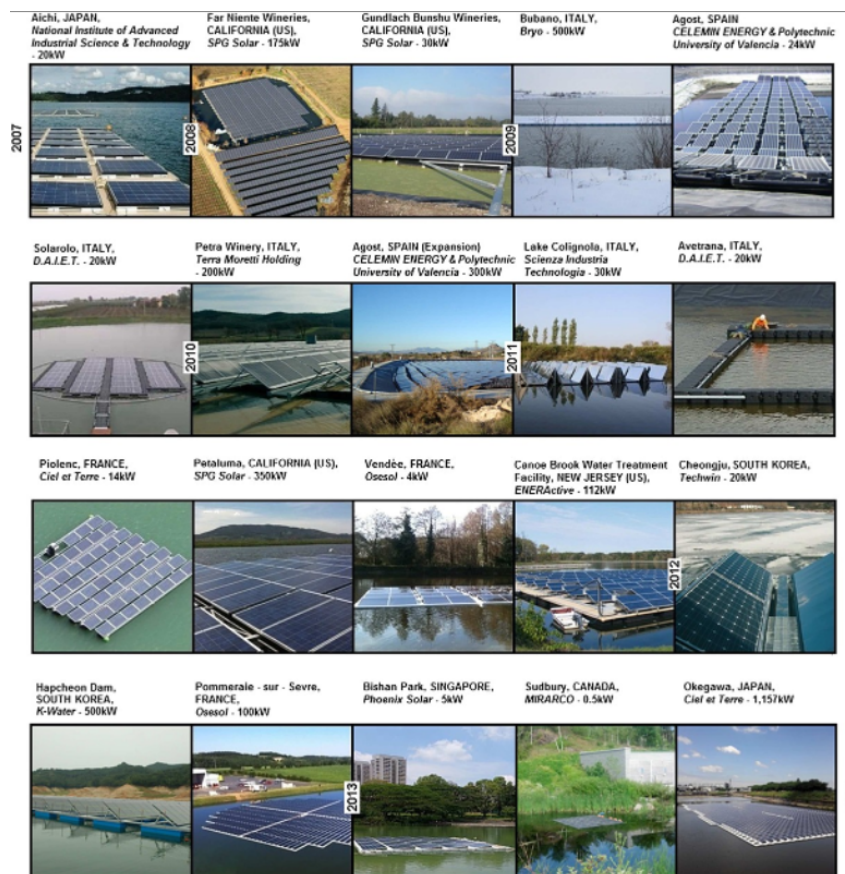 Aichi, JAPAN,
National Institute of Advanced
Industrial Science & Technology
- 20kW
Far Niente Wineries,
CALIFORNIA (US),
SPG Solar - 175kW
Gundlach Bunshu Wineries,
CALIFORNIA (US),
SPG Solar - 30kW
Bubano, ITALY,
Bryo - 500kW
Agost, SPAIN
CELEMIN ENERGY & Polytechnic
University of Valencia - 24kW
2007
2008
2009
Solarolo, ITALY,
D.A.I.E.T. - 20kW
Petra Winery, ITALY,
Terra Moretti Holding
- 200kW
Agost, SPAIN (Expansion)
CELEMIN ENERGY & Polytechnic
University of Valencia - 300kW
Lake Colignola, ITALY,
Scienza Industria
Technologia - 30kW
Avetrana, ITALY,
D.A.I.E.T. - 20kW
2010
2011
Piolenc, FRANCE,
Ciel et Terre - 14kW
Petaluma, CALIFORNIA (US),
SPG Solar - 350kW
Vendée, FRANCE,
Osesol - 4kW
Canoe Brook Water Treatment
Facility, NEW JERSEY (US),
ENERActive - 112kW
Cheongju, SOUTH KOREA,
Techwin - 20kW
2012
Hapcheon Dam,
SOUTH KOREA,
K-Water - 500kW
Pommeraie - sur - Sevre,
FRANCE,
Osesol - 100kW
Bishan Park, SINGAPORE,
Phoenix Solar - 5kW
Sudbury, CANADA,
MIRARCO - 0.5kW
Okegawa, JAPAN,
Ciel et Terre - 1,157kW
2013